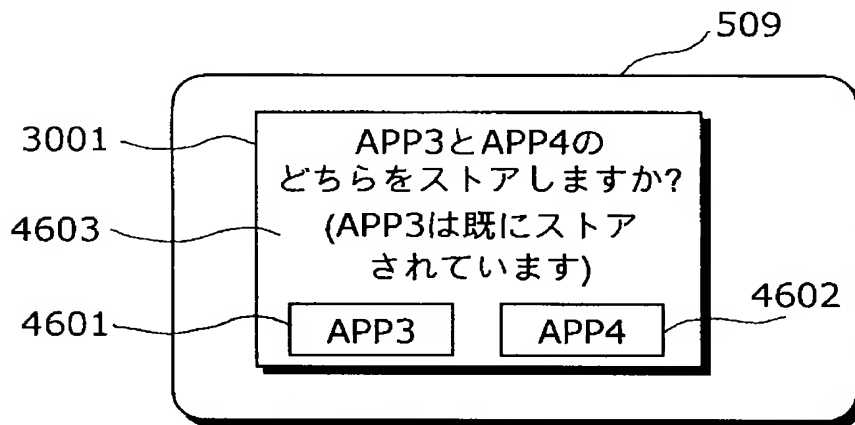 509
3001
APP3とAPP4の
どちらをストアしますか?
4603
(APP3は既にストア
されています)
4602
4601
APP3
APP4